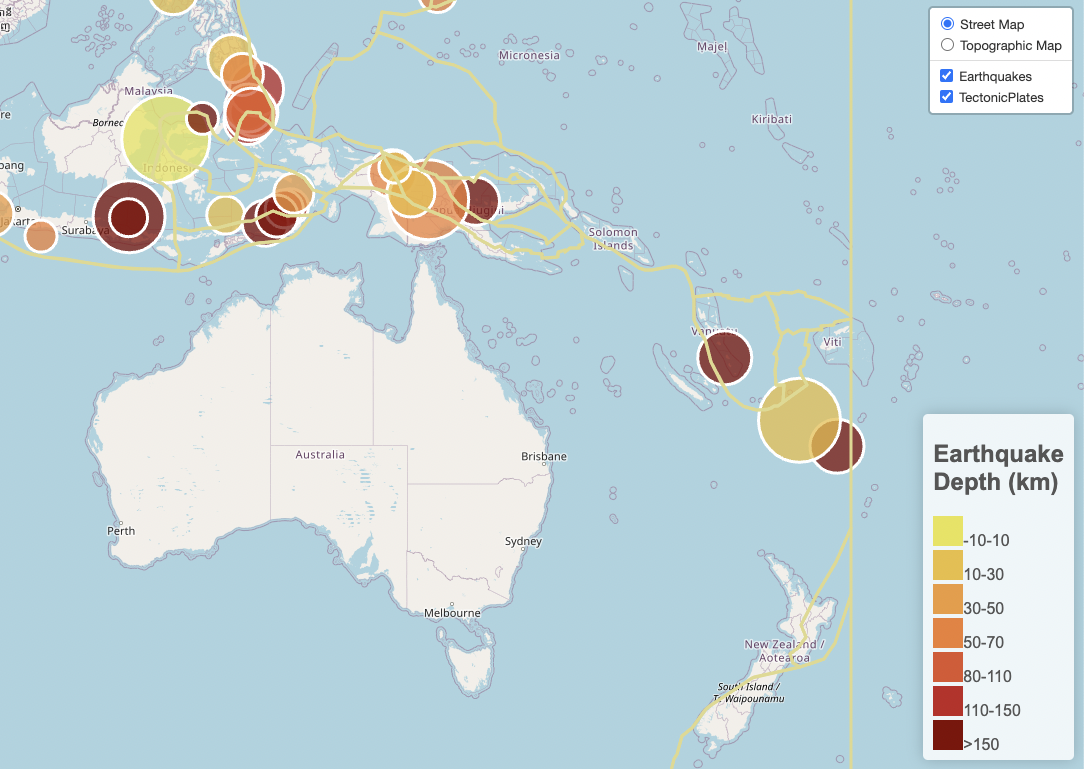 Street Map
Topographic Map
Earthquakes
TectonicPlates
Micronesia
Majel
Malaysia
Kiribati
Indonesia
Surabaya
Solomon
Islands
Vanuatu
Viti
Australia
Brisbane
Perth
Sydney
Melbourne
New Zealand /
Aotearoa
South Island /
Te Waipounamu
Earthquake
Depth (km)
-10-10
10-30
30-50
50-70
80-110
110-150
>150